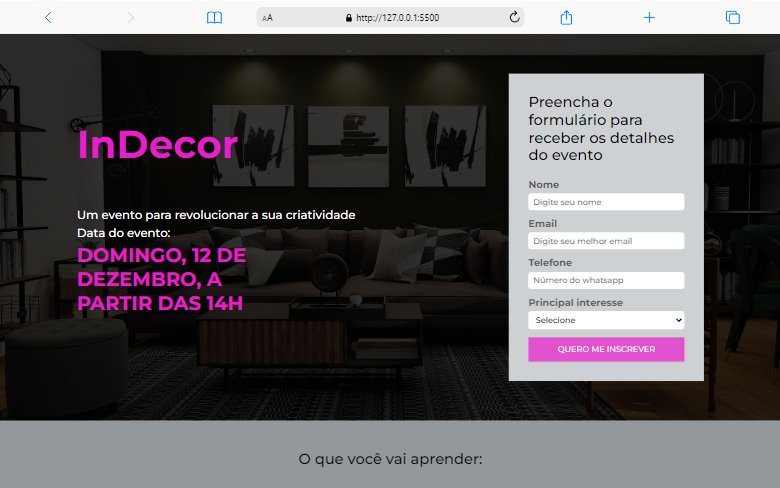 AA
http://127.0.0.1:5500
InDecor
Um evento para revolucionar a sua criatividade
Data do evento:
DOMINGO, 12 DE
DEZEMBRO, A
PARTIR DAS 14H
Preencha o
formulário para
receber os detalhes
do evento
Nome
Digite seu nome
Email
Digite seu melhor email
Telefone
Número do whatsapp
Principal interesse
Selecione
QUERO ME INSCREVER
O que você vai aprender: